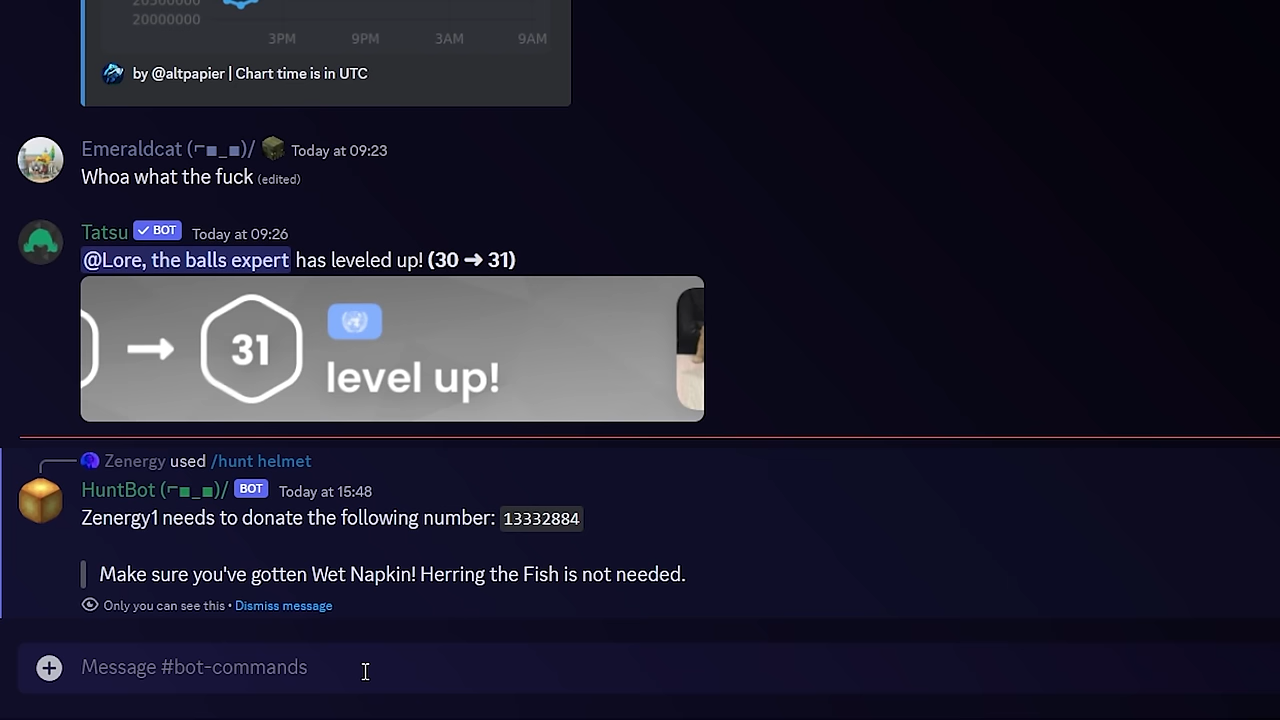 20500000
20000000
3PM 9PM 3AM 9AM
by @altpapier | Chart time is in UTC
Emeraldcat (⌐■_■)/ Today at 09:23
Whoa what the fuck (edited)
Tatsu ✓ BOT Today at 09:26
@Lore, the balls expert has leveled up! (30 ➜ 31)
31
level up!
Zenergy used /hunt helmet
HuntBot (⌐■_■)/ BOT Today at 15:48
Zenergy1 needs to donate the following number: 13332884
Make sure you've gotten Wet Napkin! Herring the Fish is not needed.
Only you can see this • Dismiss message
Message #bot-commands